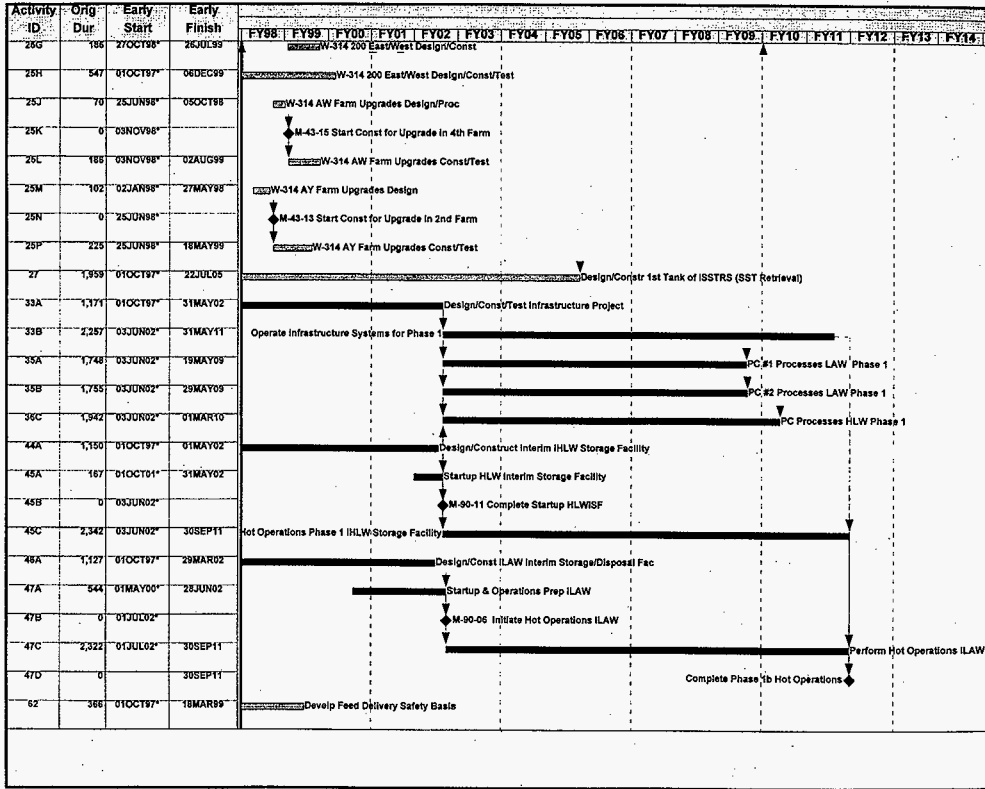 Activity ID Orig Dur Early Start Early Finish
FY98 FY99 FY00 FY01 FY02 FY03 FY04 FY05 FY06 FY07 FY08 FY09 FY10 FY11 FY12 FY13 FY14
25G 186 27OCT98* 26JUL99 W-314 200 East/West Design/Const
25H 547 01OCT97* 06DEC99 W-314 200 East/West Design/Const/Test
25J 70 25JUN98* 05OCT98 W-314 AW Farm Upgrades Design/Proc
25K 0 03NOV98* M-43-15 Start Const for Upgrade in 4th Farm
25L 186 03NOV98* 02AUG99 W-314 AW Farm Upgrades Const/Test
25M 102 02JAN98* 27MAY98 W-314 AY Farm Upgrades Design
25N 0 25JUN98* M-43-13 Start Const for Upgrade in 2nd Farm
25P 225 25JUN98* 18MAY99 W-314 AY Farm Upgrades Const/Test
27 1,959 01OCT97* 22JUL05 Design/Constr 1st Tank of ISSTRS (SST Retrieval)
33A 1,171 01OCT97* 31MAY02 Design/Const/Test Infrastructure Project
33B 2,257 03JUN02* 31MAY11 Operate Infrastructure Systems for Phase 1
35A 1,748 03JUN02* 19MAY09 PC #1 Processes LAW Phase 1
35B 1,755 03JUN02* 29MAY09 PC #2 Processes LAW Phase 1
36C 1,942 03JUN02* 01MAR10 PC Processes HLW Phase 1
44A 1,150 01OCT97* 01MAY02 Design/Construct Interim IHLW Storage Facility
45A 167 01OCT01* 31MAY02 Startup HLW Interim Storage Facility
45B 0 03JUN02* M-90-11 Complete Startup HLWISF
45C 2,342 03JUN02* 30SEP11 Hot Operations Phase 1 IHLW Storage Facility
46A 1,127 01OCT97* 29MAR02 Design/Const ILAW Interim Storage/Disposal Fac
47A 544 01MAY00* 28JUN02 Startup & Operations Prep ILAW
47B 0 01JUL02* M-90-06 Initiate Hot Operations ILAW
47C 2,322 01JUL02* 30SEP11 Perform Hot Operations ILAW
47D 0 30SEP11 Complete Phase 1b Hot Operations
62 366 01OCT97* 18MAR99 Develp Feed Delivery Safety Basis